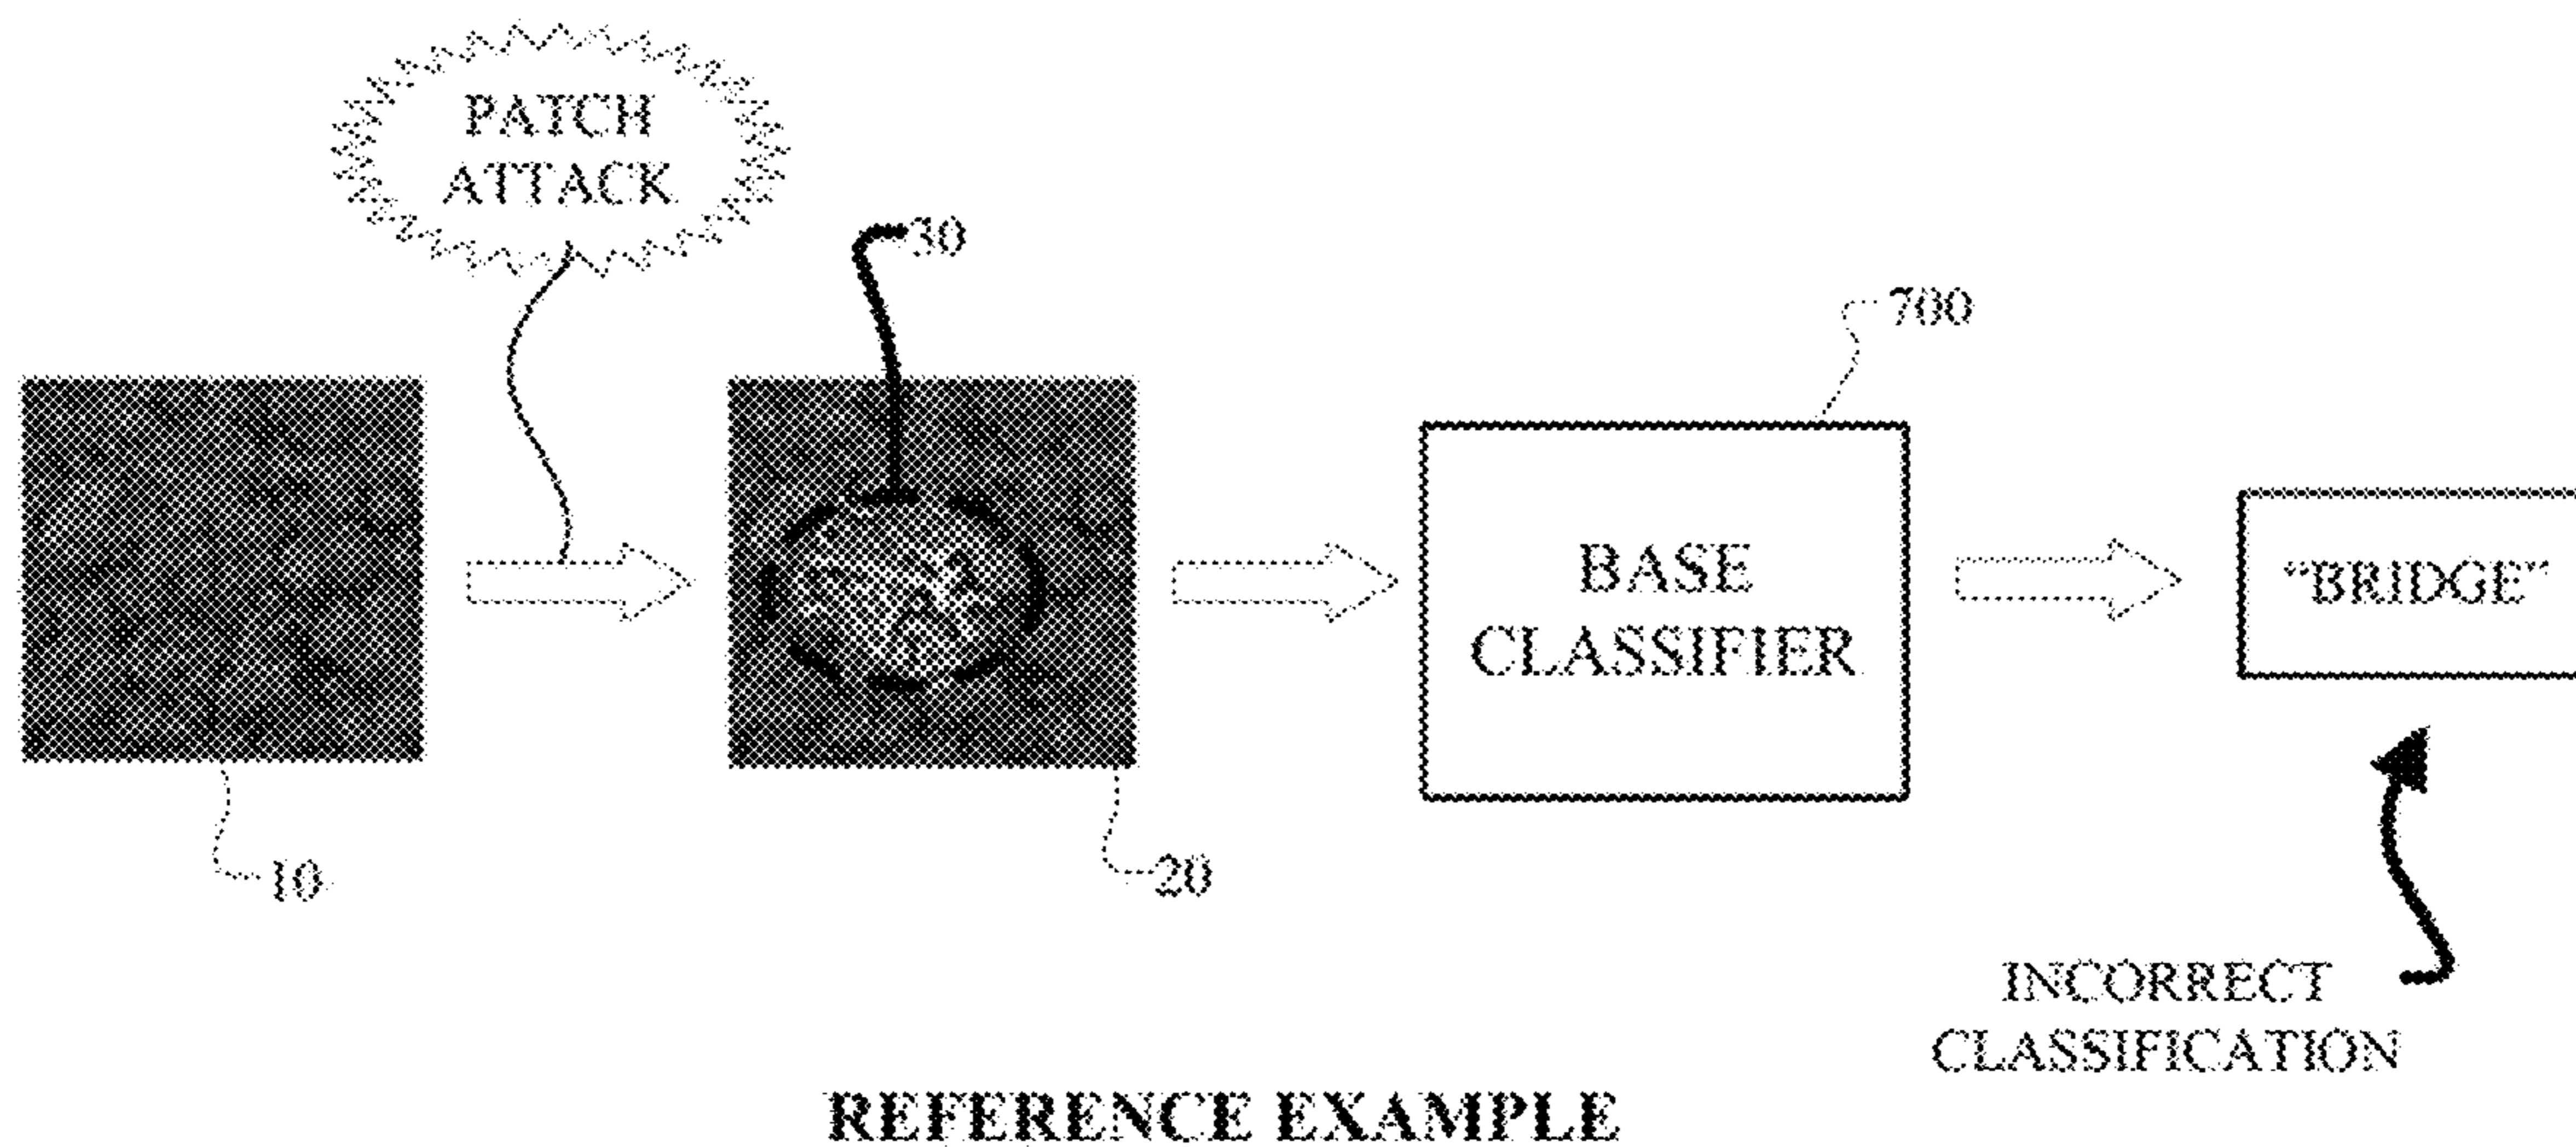 PATCH
ATTACK
30
700
BASE
CLASSIFIER
“BRIDGE”
10
20
INCORRECT
CLASSIFICATION
REFERENCE EXAMPLE